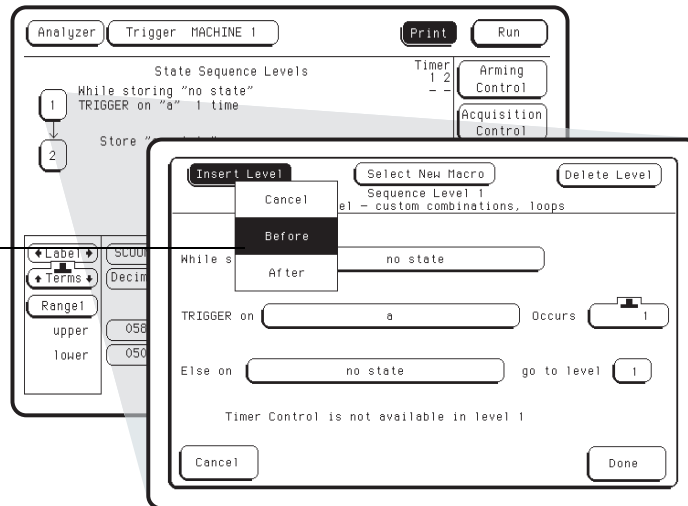 Analyzer Trigger MACHINE 1 Print Run
State Sequence Levels
Timer
1 2
- -
Arming
Control
While storing "no state"
TRIGGER on "a" 1 time
1
Acquisition
Control
2
Store
Label
Terms
Range1
upper 058
lower 050
Decim
Insert Level Select New Macro Delete Level
Sequence Level 1
el – custom combinations, loops
Cancel
Before
After
While s no state
TRIGGER on a Occurs 1
Else on no state go to level 1
Timer Control is not available in level 1
Cancel Done